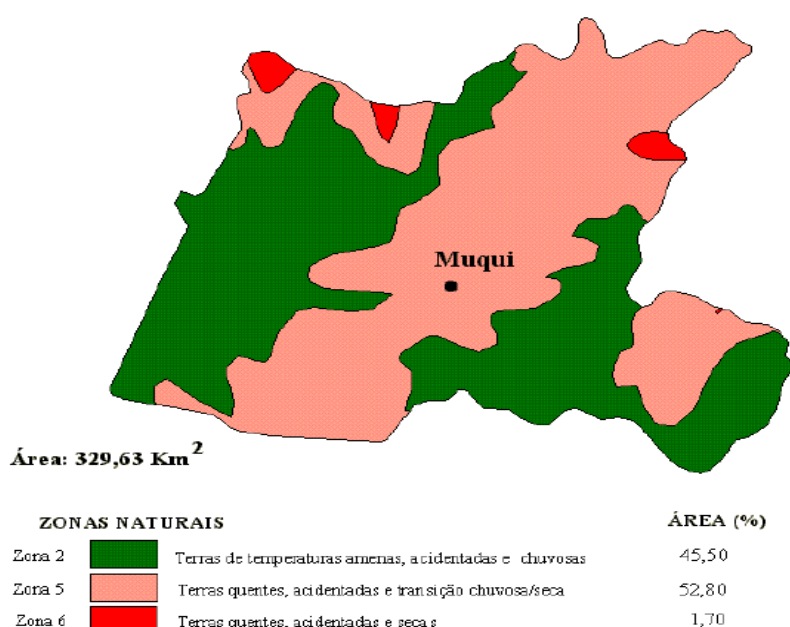 Muqui
Área: 329,63 Km2
ZONAS NATURAIS ÁREA (%)
Zona 2 Terras de temperaturas amenas, acidentadas e chuvosas 45,50
Zona 5 Terras quentes, acidentadas e transição chuvosa/seca 52,80
Zona 6 Terras quentes, acidentadas e secas 1,70